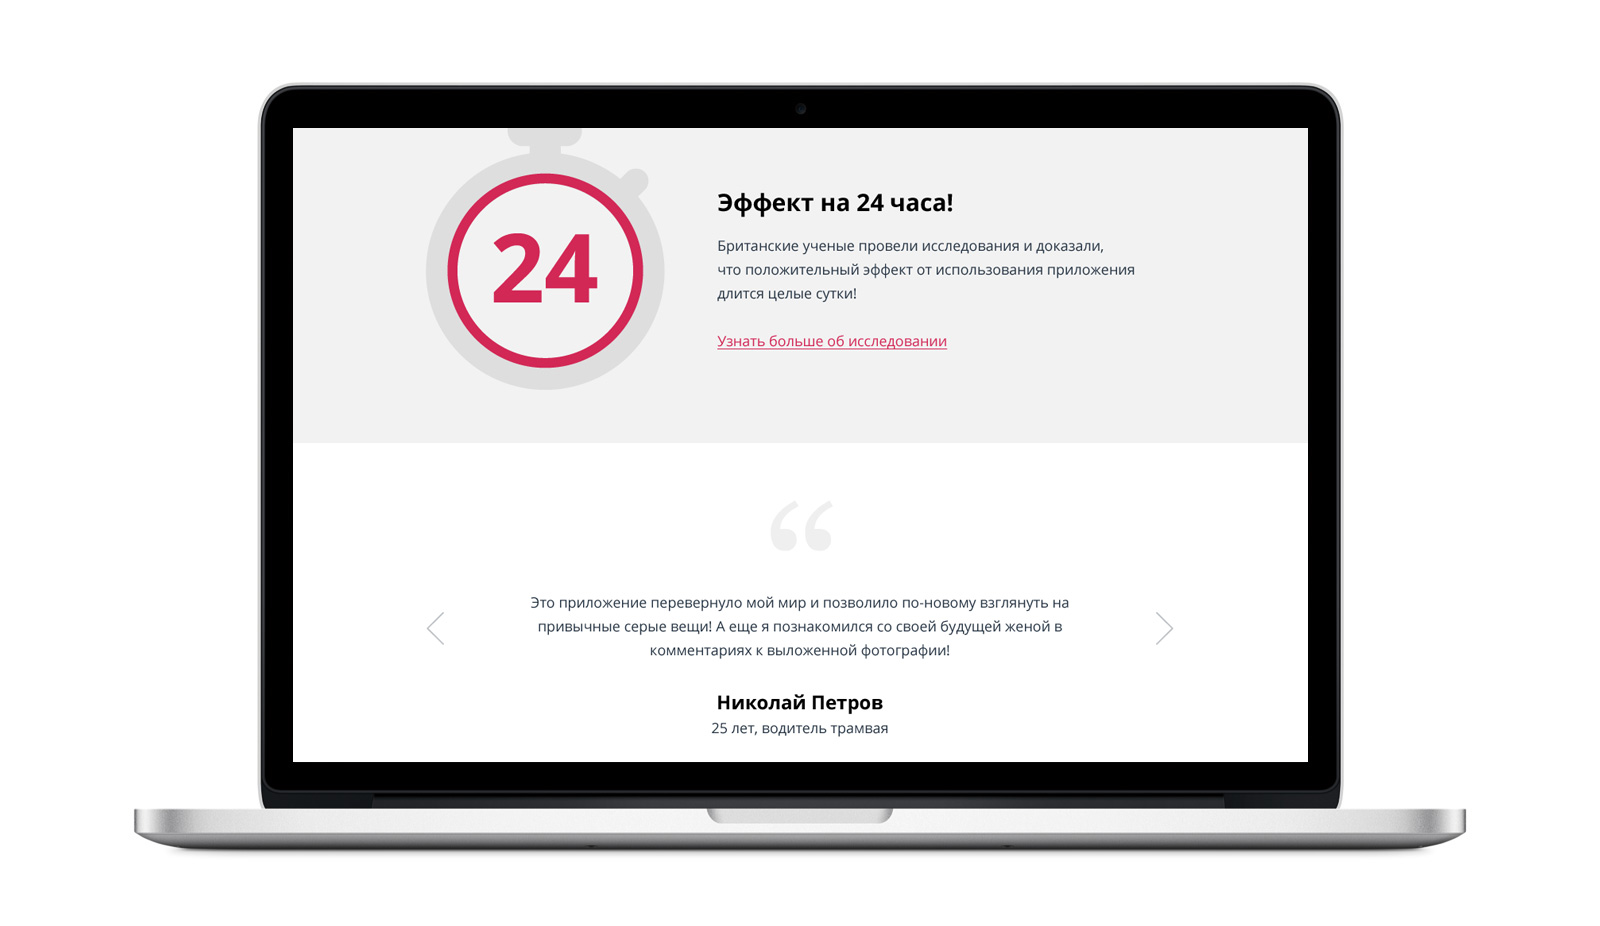 24
Эффект на 24 часа!
Британские ученые провели исследования и доказали,
что положительный эффект от использования приложения
длится целые сутки!
Узнать больше об исследовании
“
Это приложение перевернуло мой мир и позволило по-новому взглянуть на
привычные серые вещи! А еще я познакомился со своей будущей женой в
комментариях к выложенной фотографии!
Николай Петров
25 лет, водитель трамвая